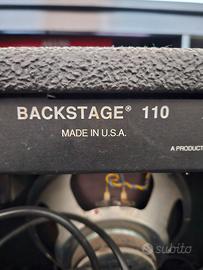 BACKSTAGE® 110
MADE IN U.S.A.
A PRODUCT
subito